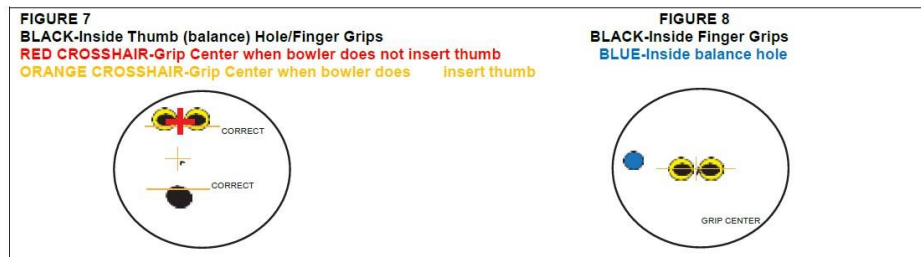 FIGURE 7
BLACK-Inside Thumb (balance) Hole/Finger Grips
RED CROSSHAIR-Grip Center when bowler does not insert thumb
ORANGE CROSSHAIR-Grip Center when bowler does insert thumb
CORRECT
CORRECT
FIGURE 8
BLACK-Inside Finger Grips
BLUE-Inside balance hole
GRIP CENTER